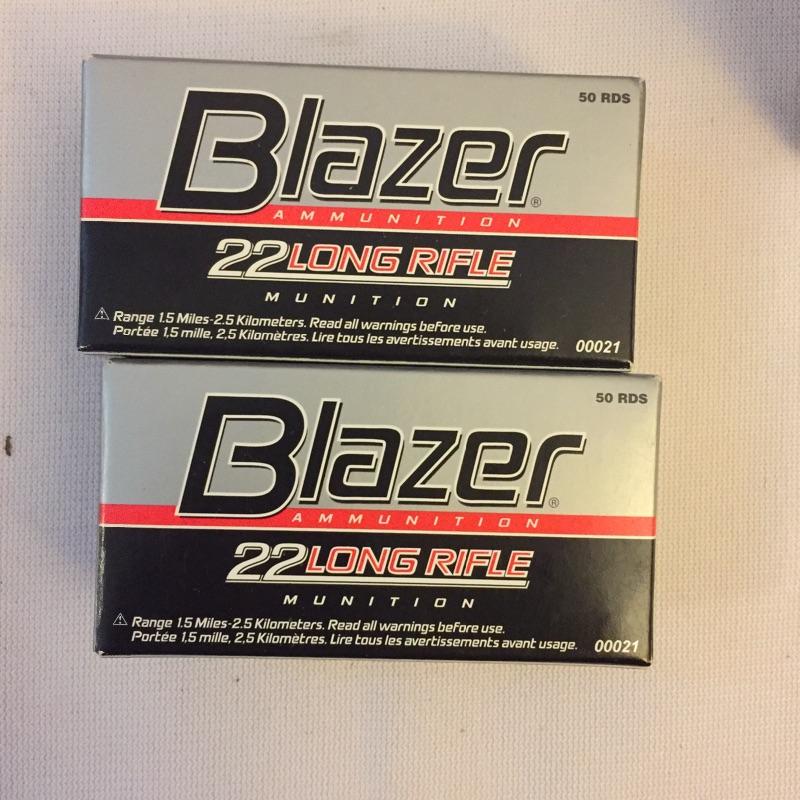 50 RDS
Blazer®
AMMUNITION
22 LONG RIFLE
MUNITION
⚠ Range 1.5 Miles-2.5 Kilometers. Read all warnings before use.
Portée 1,5 mille, 2,5 Kilomètres. Lire tous les avertissements avant usage. 00021
50 RDS
Blazer®
AMMUNITION
22 LONG RIFLE
MUNITION
⚠ Range 1.5 Miles-2.5 Kilometers. Read all warnings before use.
Portée 1,5 mille, 2,5 Kilomètres. Lire tous les avertissements avant usage. 00021